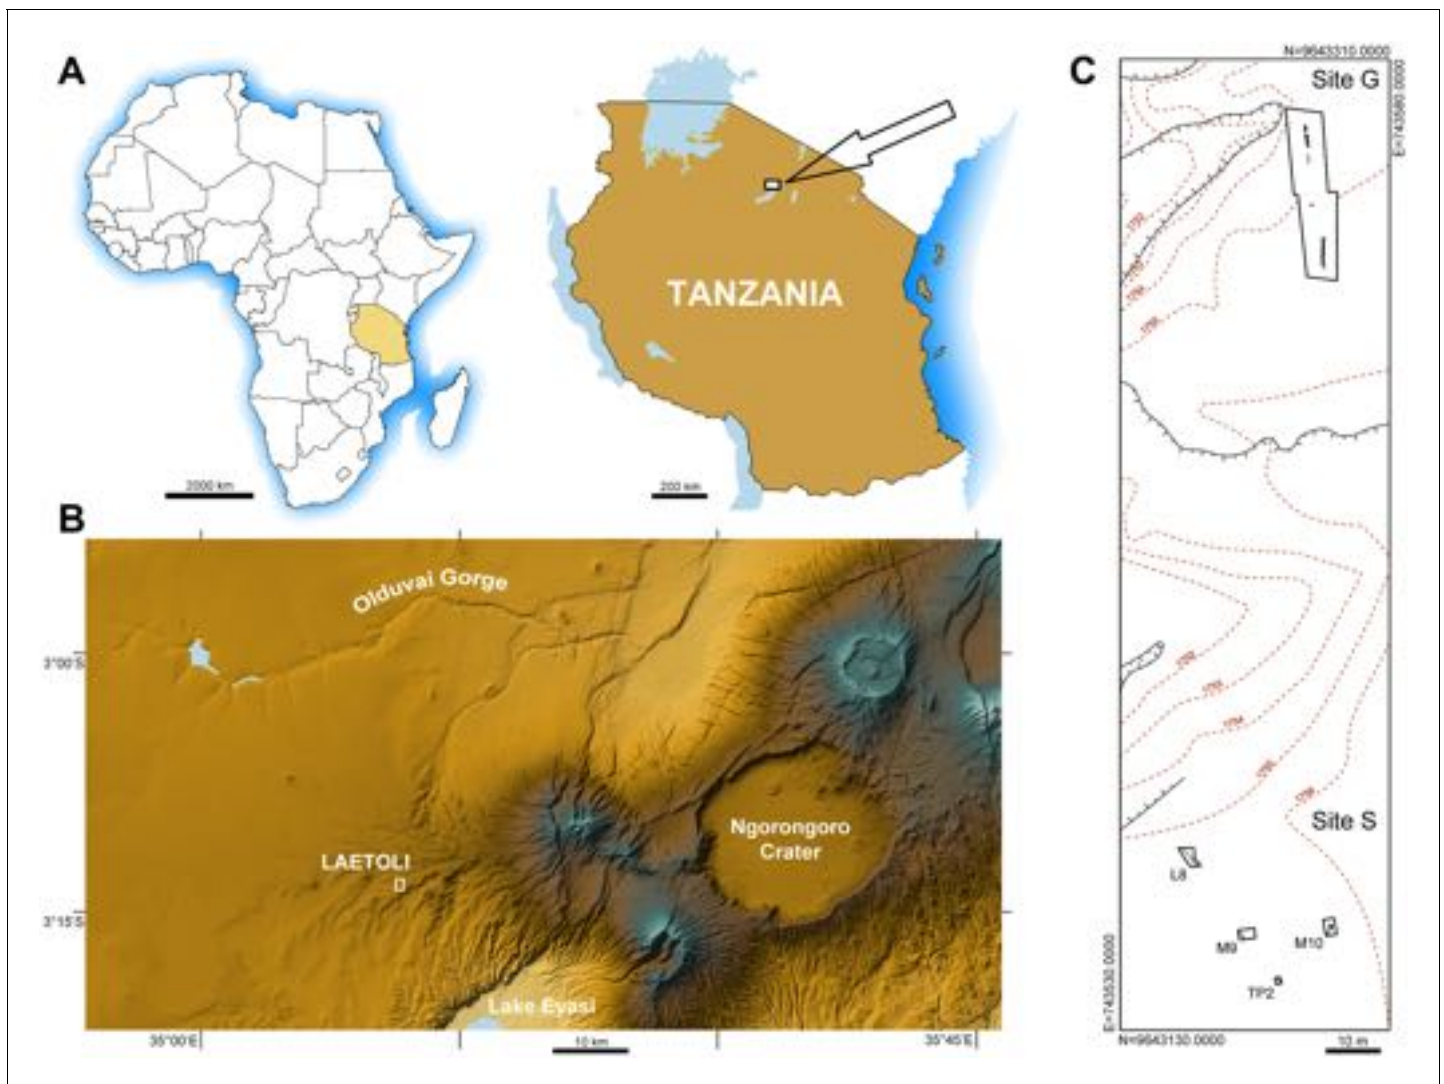 A
2000 km
TANZANIA
200 km
B
Olduvai Gorge
3°00'S
LAETOLI
Ngorongoro
Crater
3°15'S
Lake Eyasi
35°00'E
10 km
35°45'E
C
N=9643310.0000
Site G
E=743580.0000
Site S
L8
M9
M10
TP2
E=743530.0000
N=9643130.0000
10 m